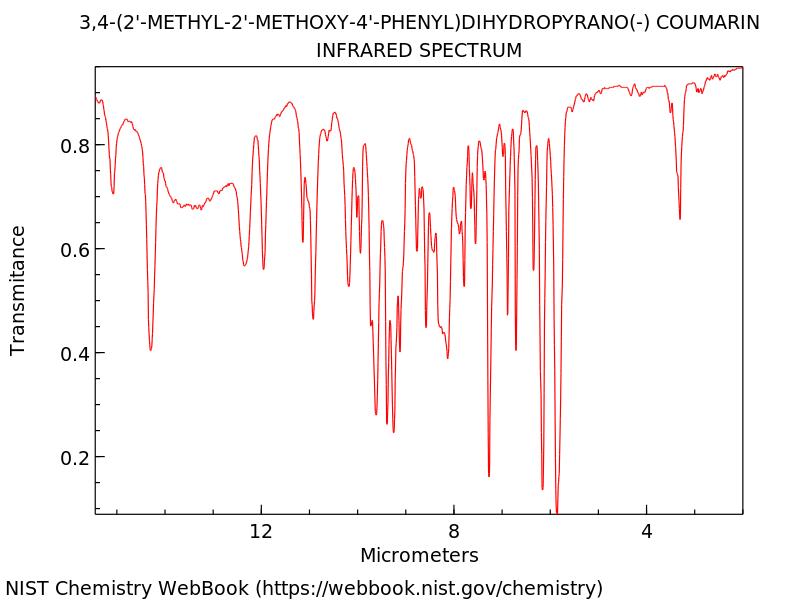 3,4-(2'-METHYL-2'-METHOXY-4'-PHENYL)DIHYDROPYRANO(-) COUMARIN
INFRARED SPECTRUM
0.8
0.6
0.4
0.2
Transmitance
12
8
4
Micrometers
NIST Chemistry WebBook (https://webbook.nist.gov/chemistry)